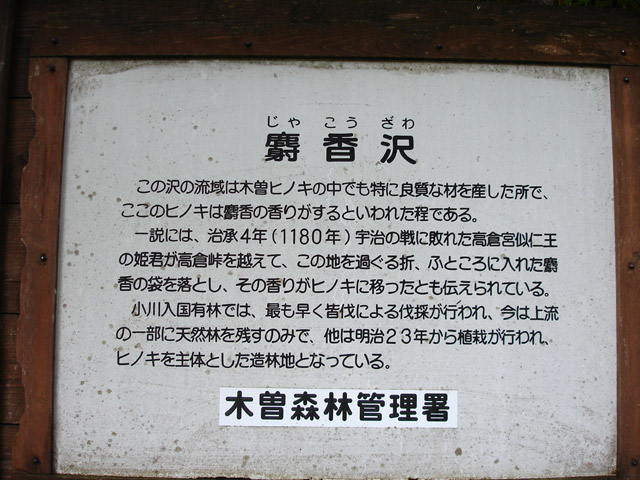 じゃ こう ざわ
麝香沢
この沢の流域は木曽ヒノキの中でも特に良質な材を産した所で、
ここのヒノキは麝香の香りがするといわれた程である。
一説には、治承4年(1180年)宇治の戦に敗れた高倉宮似仁王
の姫君が高倉峠を越えて、この地を過ぐる折、ふところに入れた麝
香の袋を落とし、その香りがヒノキに移ったとも伝えられている。
小川入国有林では、最も早く皆伐による伐採が行われ、今は上流
の一部に天然林を残すのみで、他は明治23年から植栽が行われ、
ヒノキを主体とした造林地となっている。
木曽森林管理署